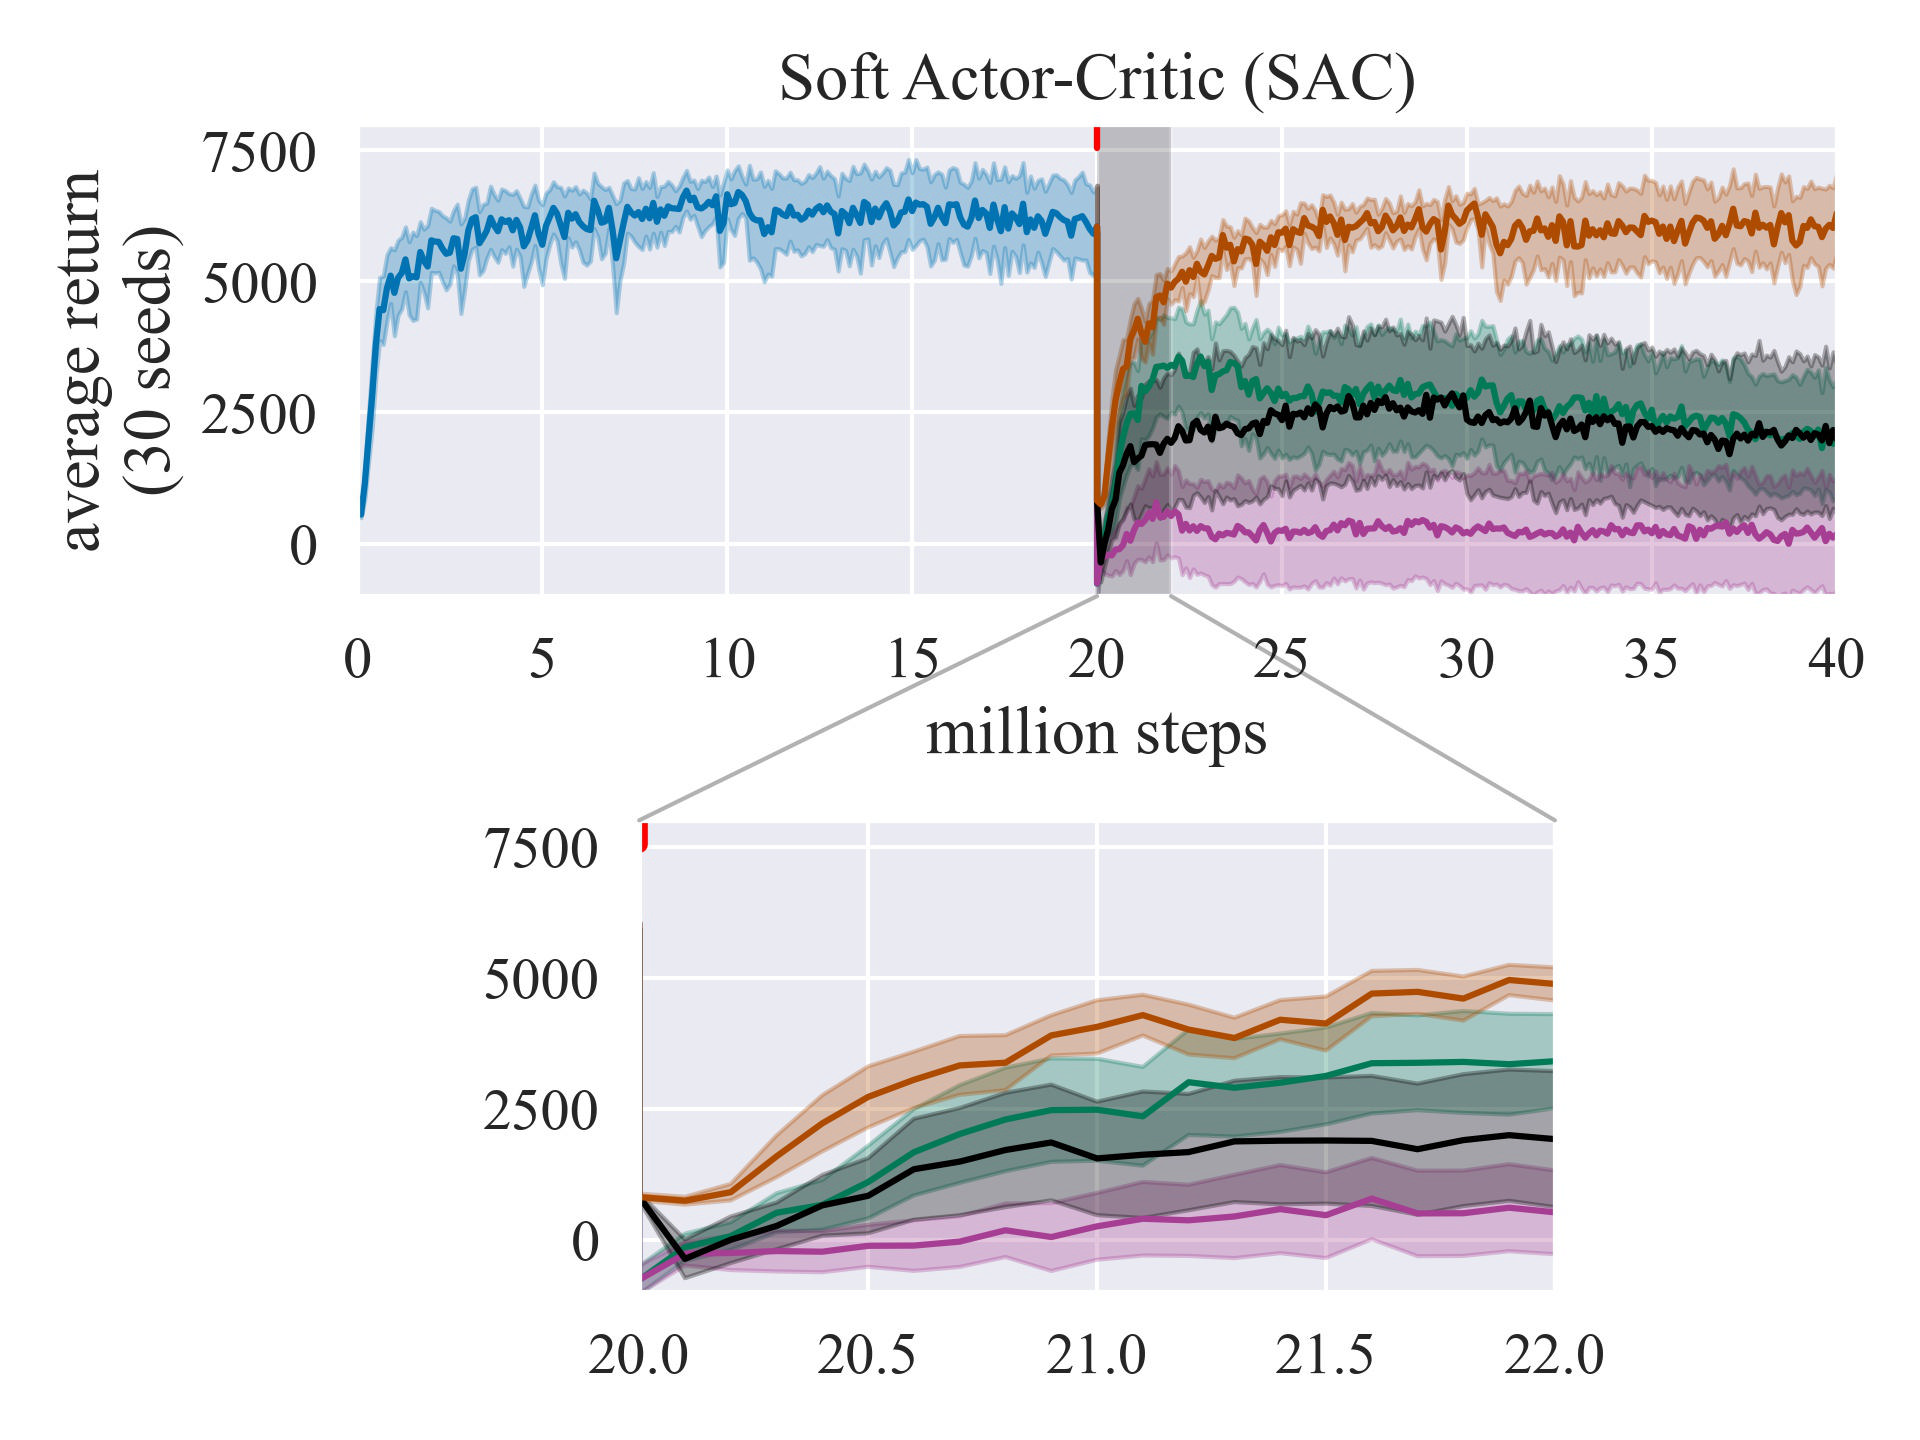 Soft Actor-Critic (SAC)
average return
(30 seeds)
7500
5000
2500
0
0 5 10 15 20 25 30 35 40
million steps
7500
5000
2500
0
20.0 20.5 21.0 21.5 22.0